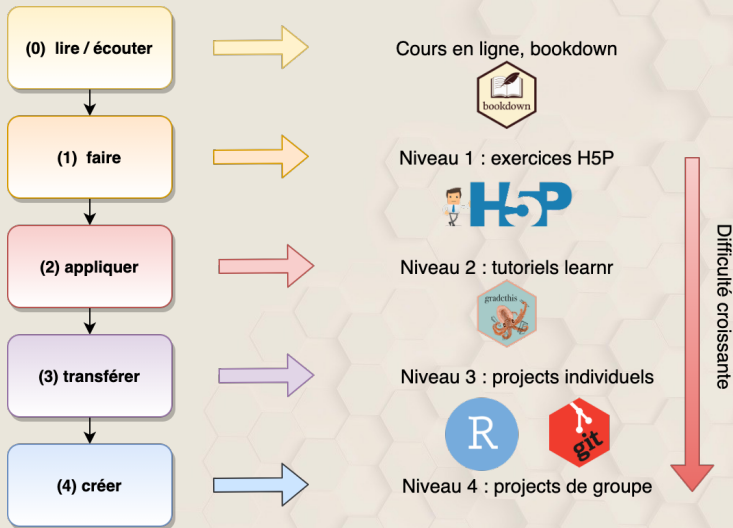 (0) lire / écouter
Cours en ligne, bookdown
bookdown
(1) faire
Niveau 1 : exercices H5P
H5P
(2) appliquer
Niveau 2 : tutoriels learnr
gradethis
(3) transférer
Niveau 3 : projects individuels
R
git
(4) créer
Niveau 4 : projects de groupe
Difficulté croissante